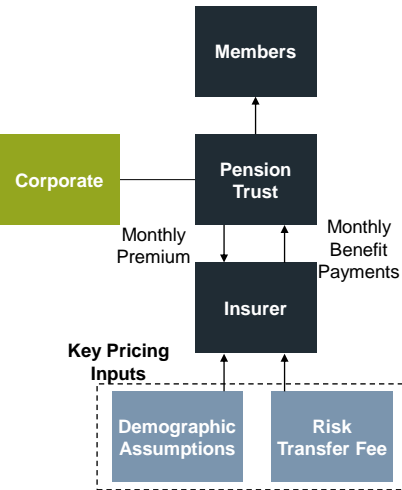 Members
Corporate
Pension
Trust
Monthly
Premium
Monthly
Benefit
Payments
Insurer
Key Pricing
Inputs
Demographic
Assumptions
Risk
Transfer Fee